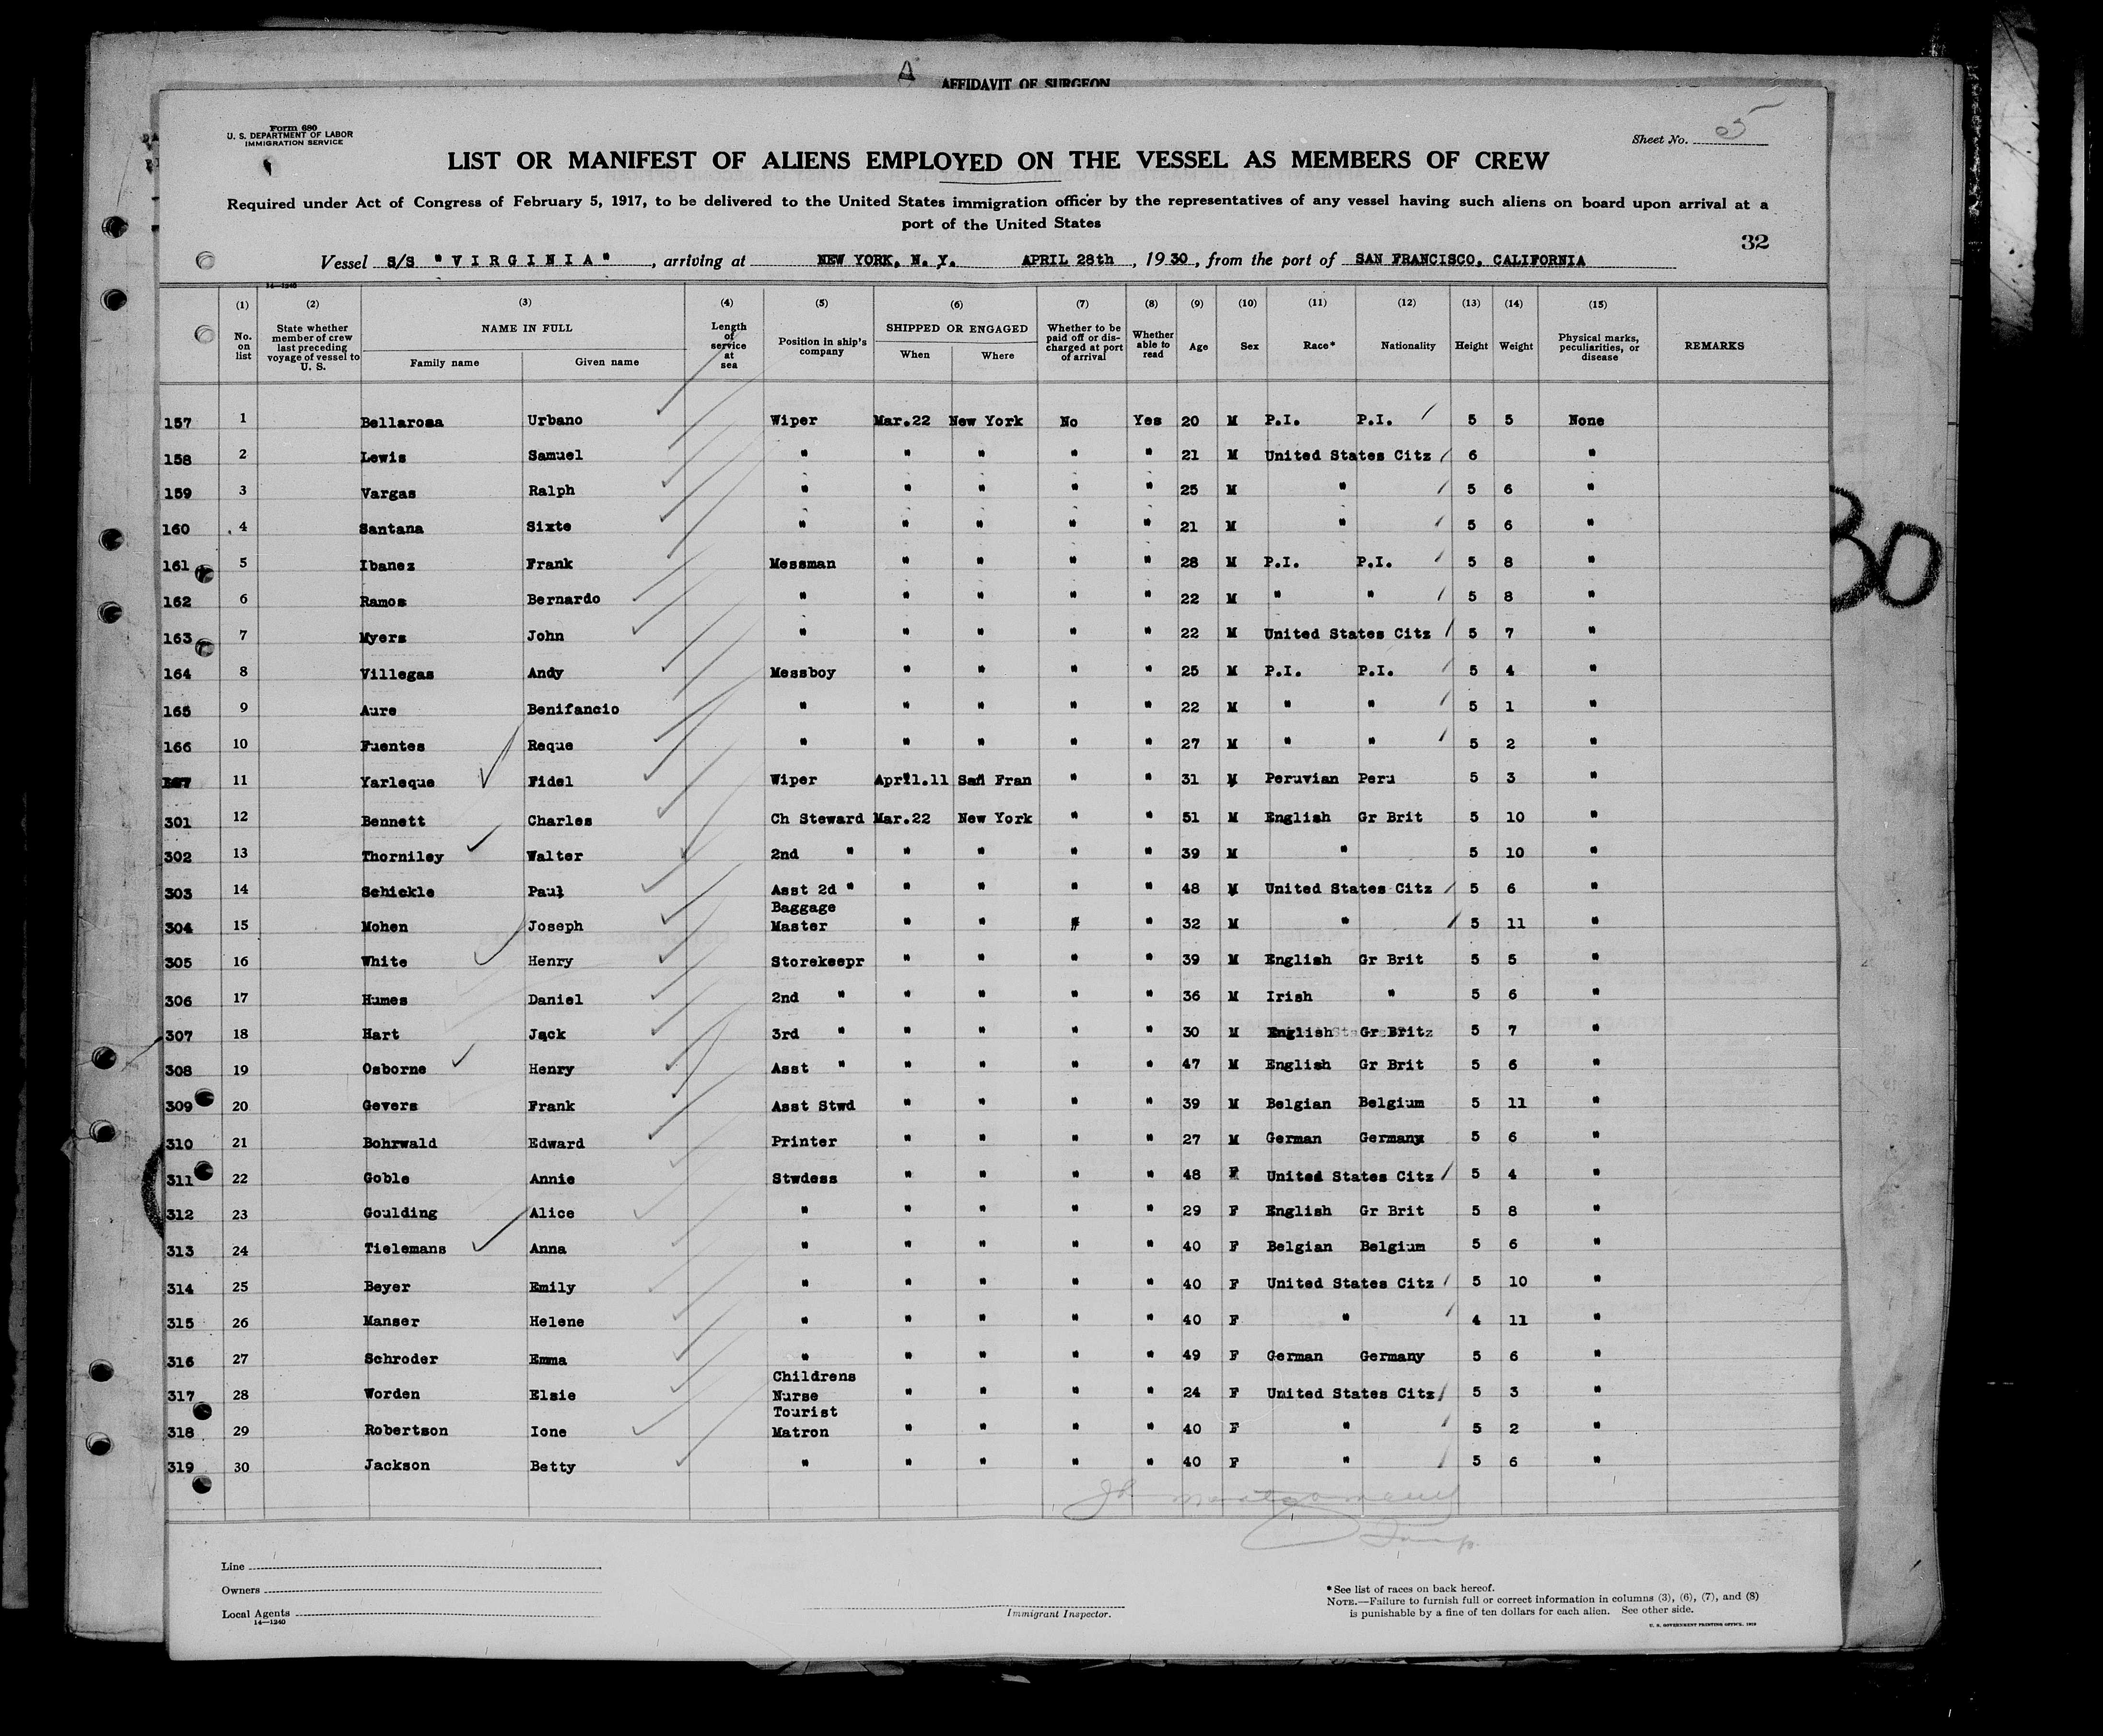 A
AFFIDAVIT OF SURGEON
Form 680
U. S. DEPARTMENT OF LABOR
IMMIGRATION SERVICE
Sheet No. 5
LIST OR MANIFEST OF ALIENS EMPLOYED ON THE VESSEL AS MEMBERS OF CREW
Required under Act of Congress of February 5, 1917, to be delivered to the United States immigration officer by the representatives of any vessel having such aliens on board upon arrival at a
port of the United States
32
Vessel S/S "VIRGINIA", arriving at NEW YORK, N. Y. APRIL 28th, 1930, from the port of SAN FRANCISCO, CALIFORNIA
14—1240
(1) (2) (3) (4) (5) (6) (7) (8) (9) (10) (11) (12) (13) (14) (15)
No. on list State whether member of crew last preceding voyage of vessel to U. S. NAME IN FULL Family name Given name Length of service at sea Position in ship's company SHIPPED OR ENGAGED When Where Whether to be paid off or discharged at port of arrival Whether able to read Age Sex Race* Nationality Height Weight Physical marks, peculiarities, or disease REMARKS
157 1 Bellarosa Urbano Wiper Mar.22 New York No Yes 20 M P.I. P.I. 5 5 None
158 2 Lewis Samuel " " " " " 21 M United States Citz 6 "
159 3 Vargas Ralph " " " " " 25 M " 5 6 "
160 4 Santana Sixte " " " " " 21 M " 5 6 "
161 5 Ibanez Frank Messman " " " " 28 M P.I. P.I. 5 8 "
162 6 Ramos Bernardo " " " " " 22 M " " 5 8 "
163 7 Myers John " " " " " 22 M United States Citz 5 7 "
164 8 Villegas Andy Messboy " " " " 25 M P.I. P.I. 5 4 "
165 9 Aure Benifancio " " " " " 22 M " " 5 1 "
166 10 Fuentes Reque " " " " " 27 M " " 5 2 "
11 Yarleque Fidel Wiper April.11 San Fran " " 31 M Peruvian Peru 5 3 "
301 12 Bennett Charles Ch Steward Mar.22 New York " " 51 M English Gr Brit 5 10 "
302 13 Thorniley Walter 2nd " " " " " 39 M " 5 10 "
303 14 Schickle Paul Asst 2d " " " " " 48 M United States Citz 5 6 "
304 15 Mohen Joseph Baggage Master " " " " 32 M " 5 11 "
305 16 White Henry Storekeepr " " " " 39 M English Gr Brit 5 5 "
306 17 Humes Daniel 2nd " " " " " 36 M Irish " 5 6 "
307 18 Hart Jack 3rd " " " " " 30 M English Gr Brit 5 7 "
308 19 Osborne Henry Asst " " " " " 47 M English Gr Brit 5 6 "
309 20 Gevers Frank Asst Stwd " " " " 39 M Belgian Belgium 5 11 "
310 21 Bohrwald Edward Printer " " " " 27 M German Germany 5 6 "
311 22 Goble Annie Stwdess " " " " 48 F United States Citz 5 4 "
312 23 Goulding Alice " " " " " 29 F English Gr Brit 5 8 "
313 24 Tielemans Anna " " " " " 40 F Belgian Belgium 5 6 "
314 25 Beyer Emily " " " " " 40 F United States Citz 5 10 "
315 26 Manser Helene " " " " " 40 F " 4 11 "
316 27 Schroder Emma " " " " " 49 F German Germany 5 6 "
317 28 Worden Elsie Childrens Nurse " " " " 24 F United States Citz 5 3 "
318 29 Robertson Ione Tourist Matron " " " " 40 F " 5 2 "
319 30 Jackson Betty " " " " " 40 F " 5 6 "
30
Line
Owners
Local Agents
14—1240
Immigrant Inspector.
*See list of races on back hereof.
NOTE.—Failure to furnish full or correct information in columns (3), (6), (7), and (8)
is punishable by a fine of ten dollars for each alien. See other side.
U. S. GOVERNMENT PRINTING OFFICE. 1919